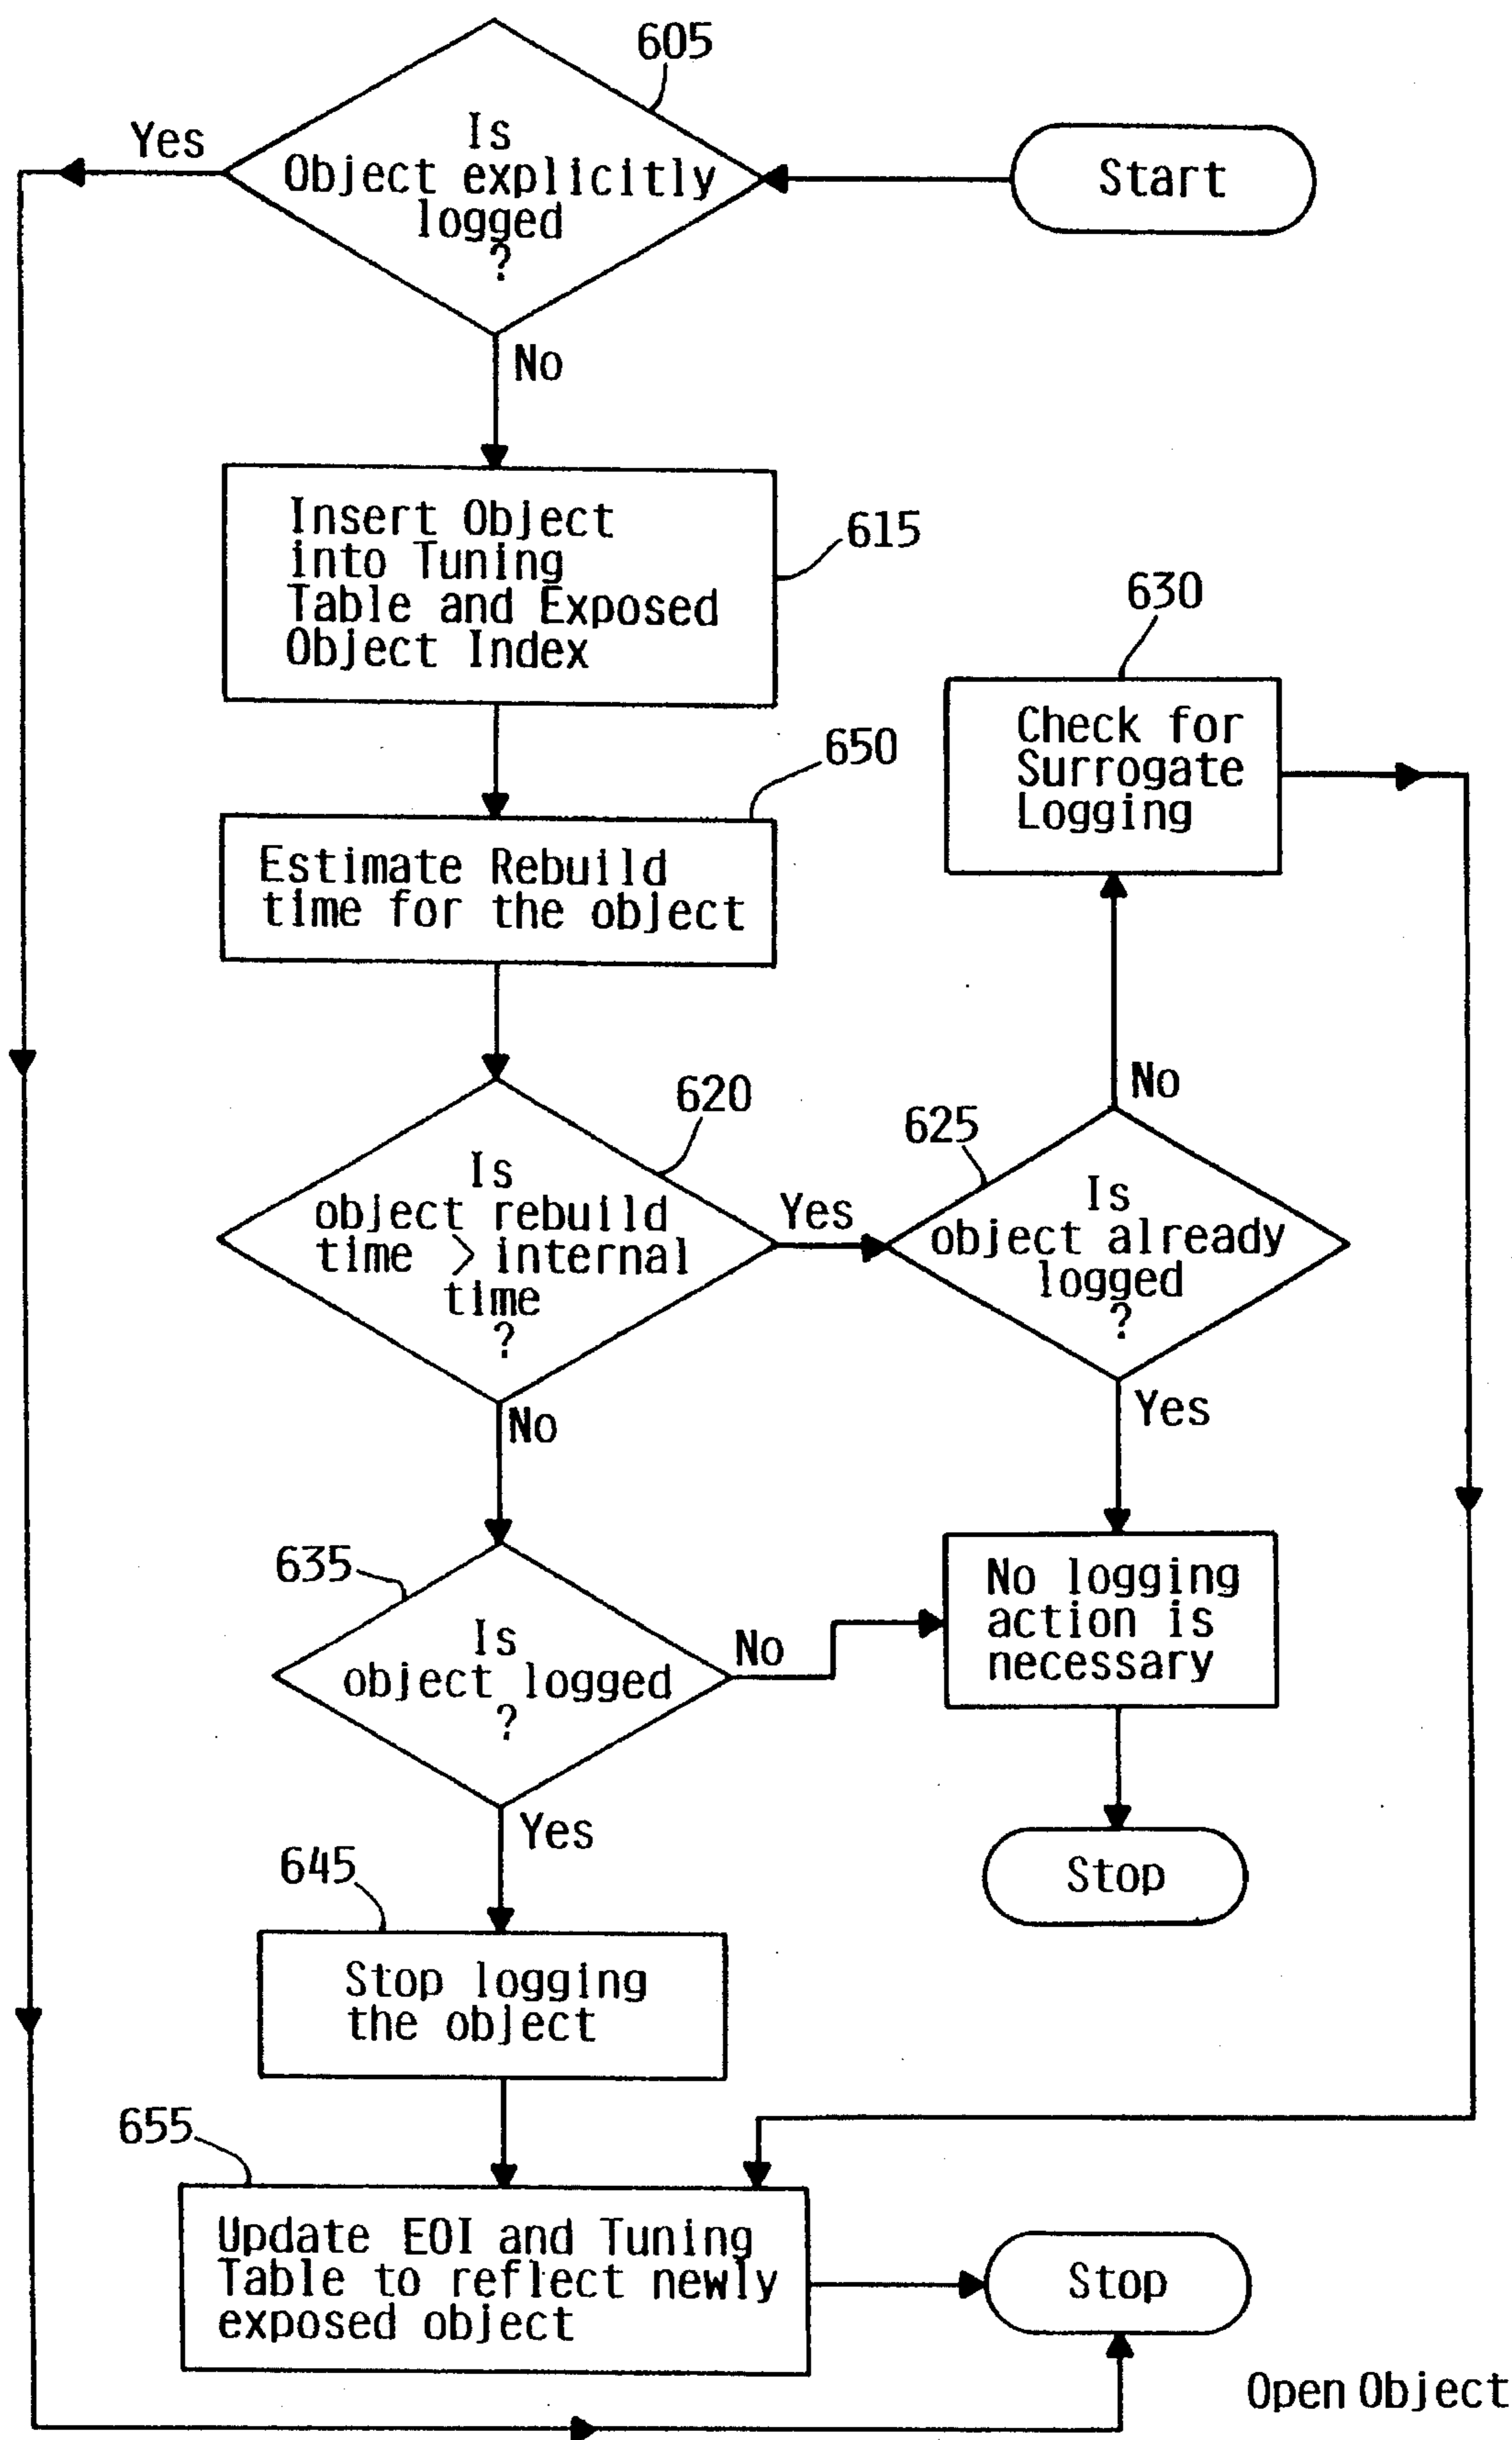 605
Is
Object explicitly
logged
?
Yes
Start
No
Insert Object
into Tuning
Table and Exposed
Object Index
615
630
Check for
Surrogate
Logging
650
Estimate Rebuild
time for the object
No
620
625
Is
object rebuild
time > internal
time
?
Yes
Is
object already
logged
?
No
Yes
635
Is
object logged
?
No
No logging
action is
necessary
Yes
Stop
645
Stop logging
the object
655
Update EOI and Tuning
Table to reflect newly
exposed object
Stop
Open Object